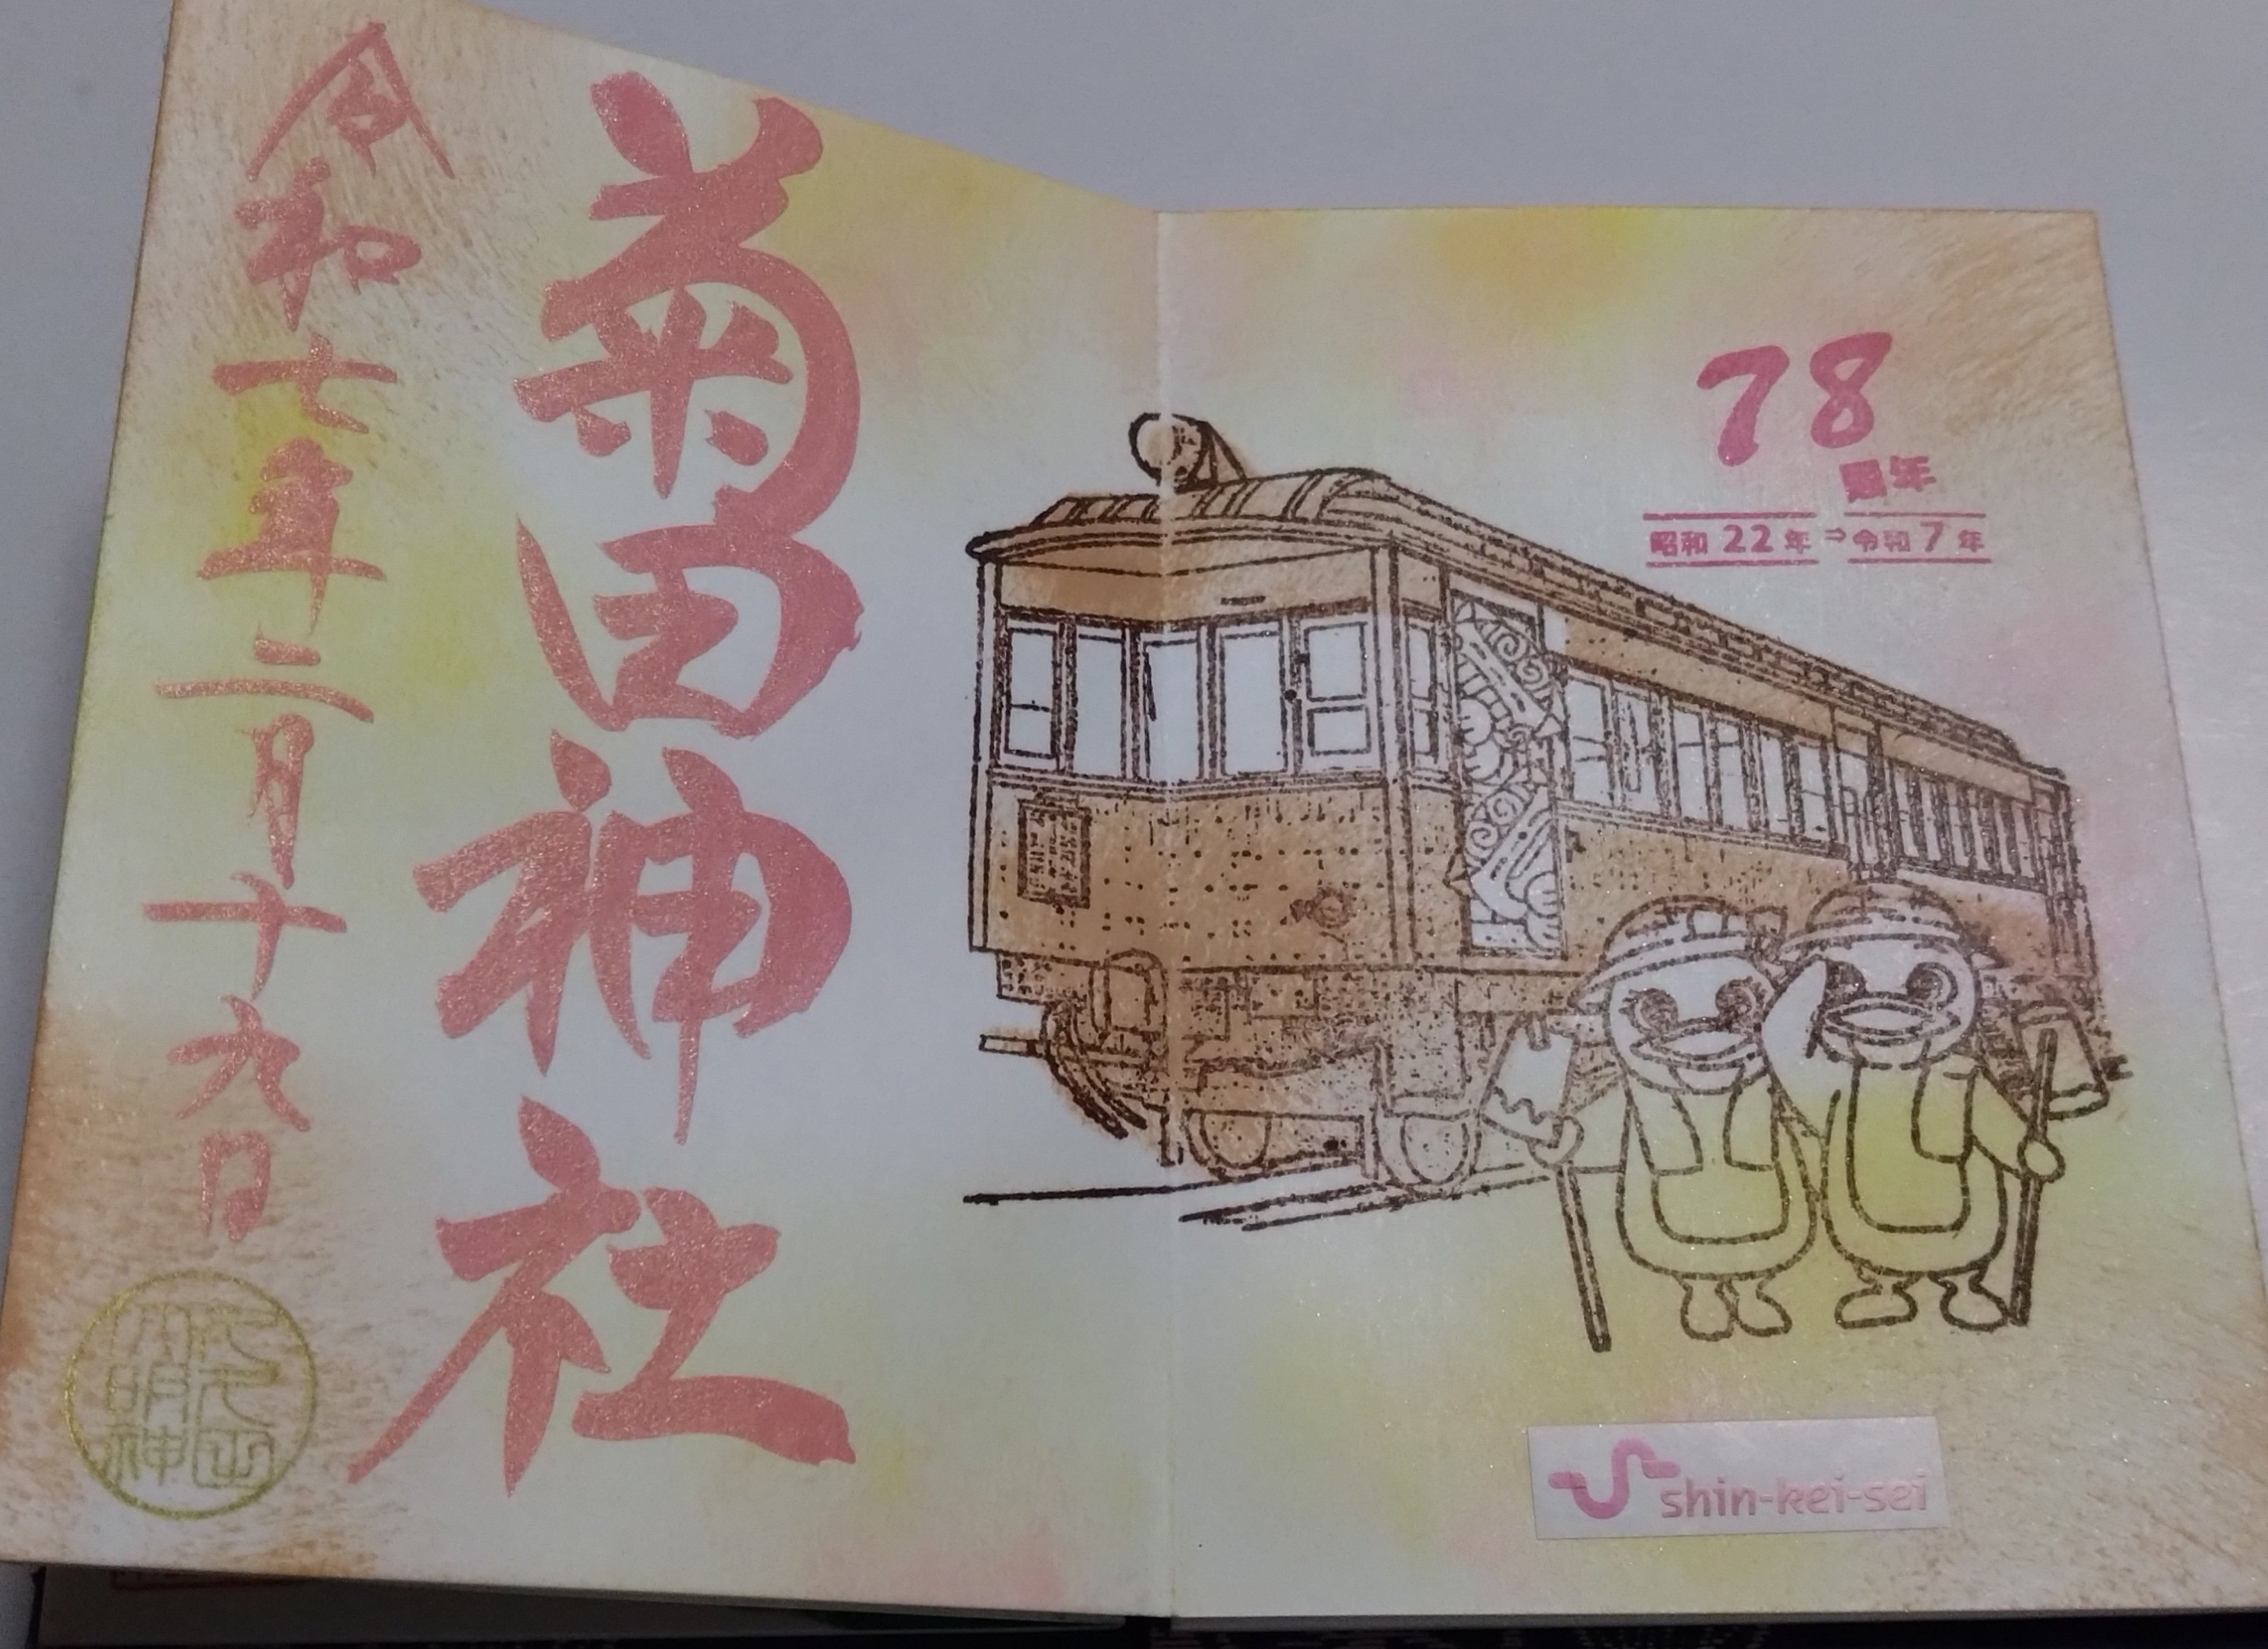 78
周年
昭和22年⇒令和7年
菊田神社
令和七年二月十九日
shin-kei-sei